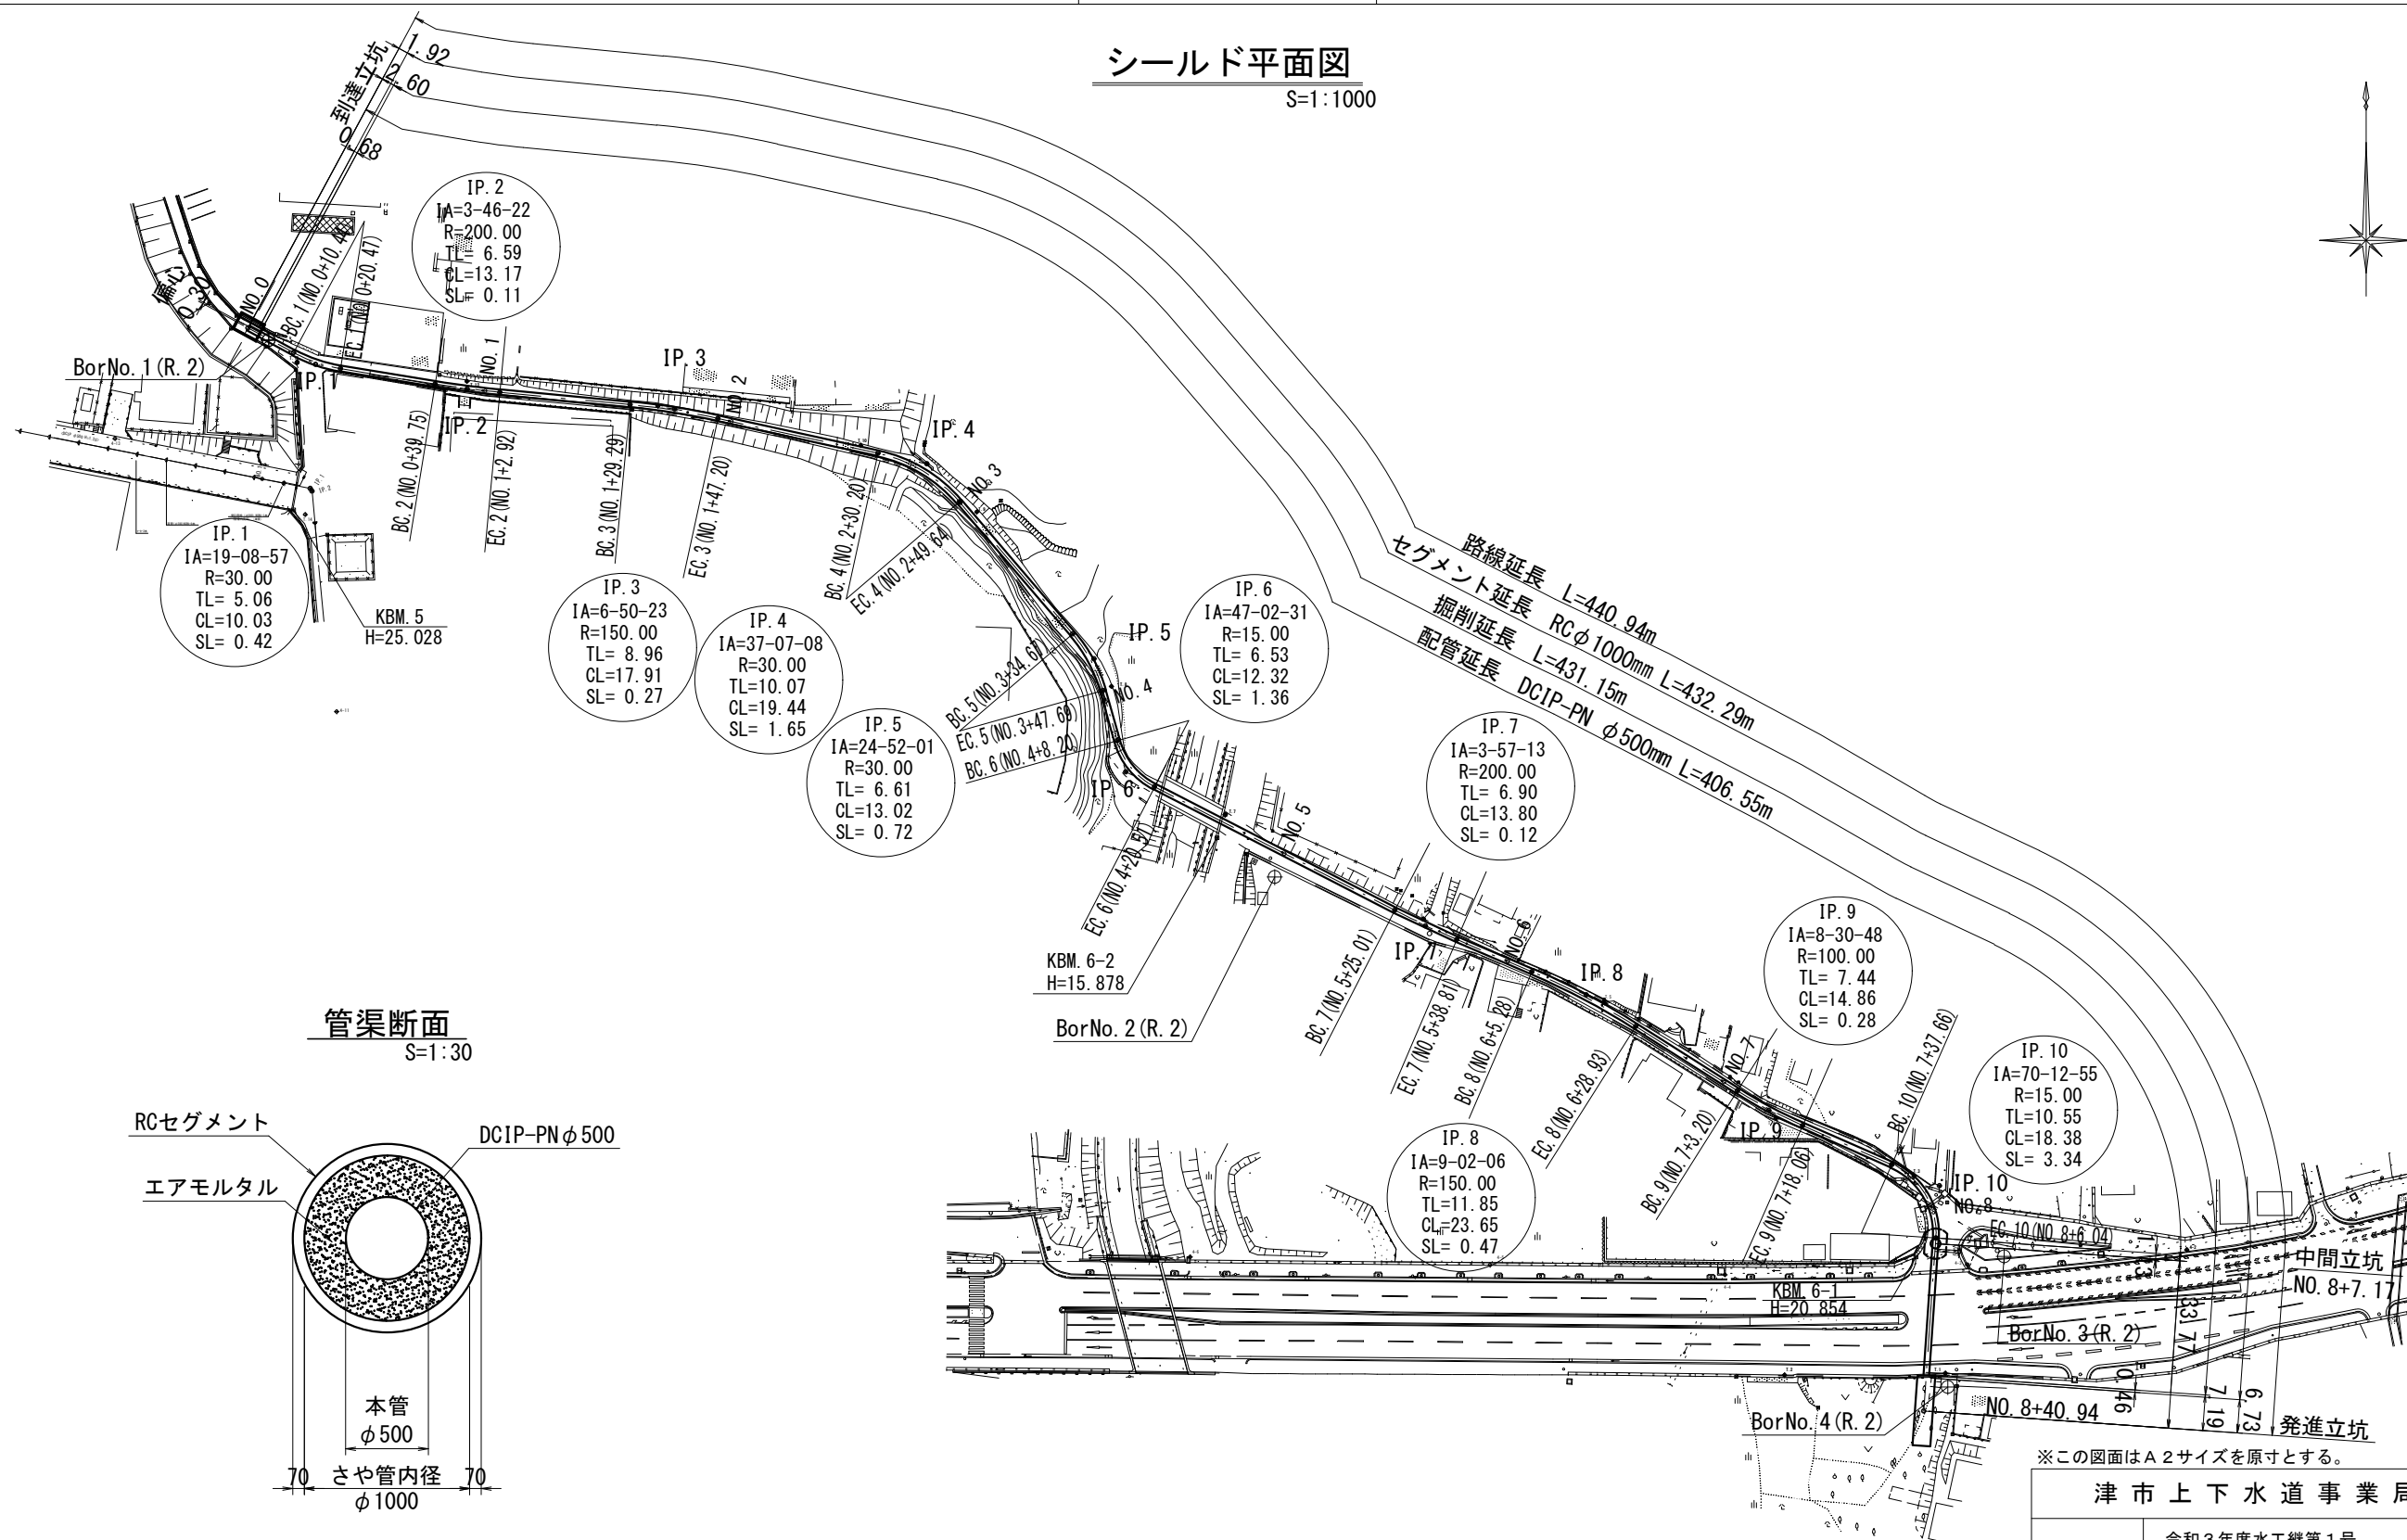 シールド平面図
S=1:1000
到達立坑
1.92
2.60
0.68
偏心
0.30
NO.0
BC.1(NO.0+10.44)
EC.1(NO.0+20.47)
IP.2
IA=3-46-22
R=200.00
TL= 6.59
CL=13.17
SL= 0.11
BorNo.1(R.2)
IP.1
IP.2
NO.1
IP.3
NO.2
IP.4
NO.3
BC.2(NO.0+39.75)
EC.2(NO.1+2.92)
BC.3(NO.1+29.29)
EC.3(NO.1+47.20)
BC.4(NO.2+30.20)
EC.4(NO.2+49.64)
IP.1
IA=19-08-57
R=30.00
TL= 5.06
CL=10.03
SL= 0.42
KBM.5
H=25.028
IP.3
IA=6-50-23
R=150.00
TL= 8.96
CL=17.91
SL= 0.27
IP.4
IA=37-07-08
R=30.00
TL=10.07
CL=19.44
SL= 1.65
IP.5
IA=24-52-01
R=30.00
TL= 6.61
CL=13.02
SL= 0.72
IP.6
IA=47-02-31
R=15.00
TL= 6.53
CL=12.32
SL= 1.36
IP.5
NO.4
BC.5(NO.3+34.67)
EC.5(NO.3+47.69)
BC.6(NO.4+8.20)
IP.6
EC.6(NO.4+20.51)
路線延長 L=440.94m
セグメント延長 RCφ1000mm L=432.29m
掘削延長 L=431.15m
配管延長 DCIP-PN φ500mm L=406.55m
IP.7
IA=3-57-13
R=200.00
TL= 6.90
CL=13.80
SL= 0.12
NO.5
KBM.6-2
H=15.878
BorNo.2(R.2)
IP.7
NO.6
IP.8
BC.7(NO.5+25.01)
EC.7(NO.5+38.81)
BC.8(NO.6+5.28)
EC.8(NO.6+28.93)
IP.9
IA=8-30-48
R=100.00
TL= 7.44
CL=14.86
SL= 0.28
NO.7
IP.9
BC.9(NO.7+3.20)
EC.9(NO.7+18.06)
BC.10(NO.7+37.66)
IP.10
IA=70-12-55
R=15.00
TL=10.55
CL=18.38
SL= 3.34
IP.8
IA=9-02-06
R=150.00
TL=11.85
CL=23.65
SL= 0.47
IP.10
NO.8
EC.10(NO.8+6.04)
中間立坑
NO.8+7.17
KBM.6-1
H=20.854
BorNo.3(R.2)
33.77
0.46
7.19
6.73
BorNo.4(R.2)
NO.8+40.94
発進立坑
管渠断面
S=1:30
RCセグメント
DCIP-PNφ500
エアモルタル
本管
φ500
70
さや管内径
70
φ1000
※この図面はA2サイズを原寸とする。
津市上下水道事業局
令和3年度水工継第1号